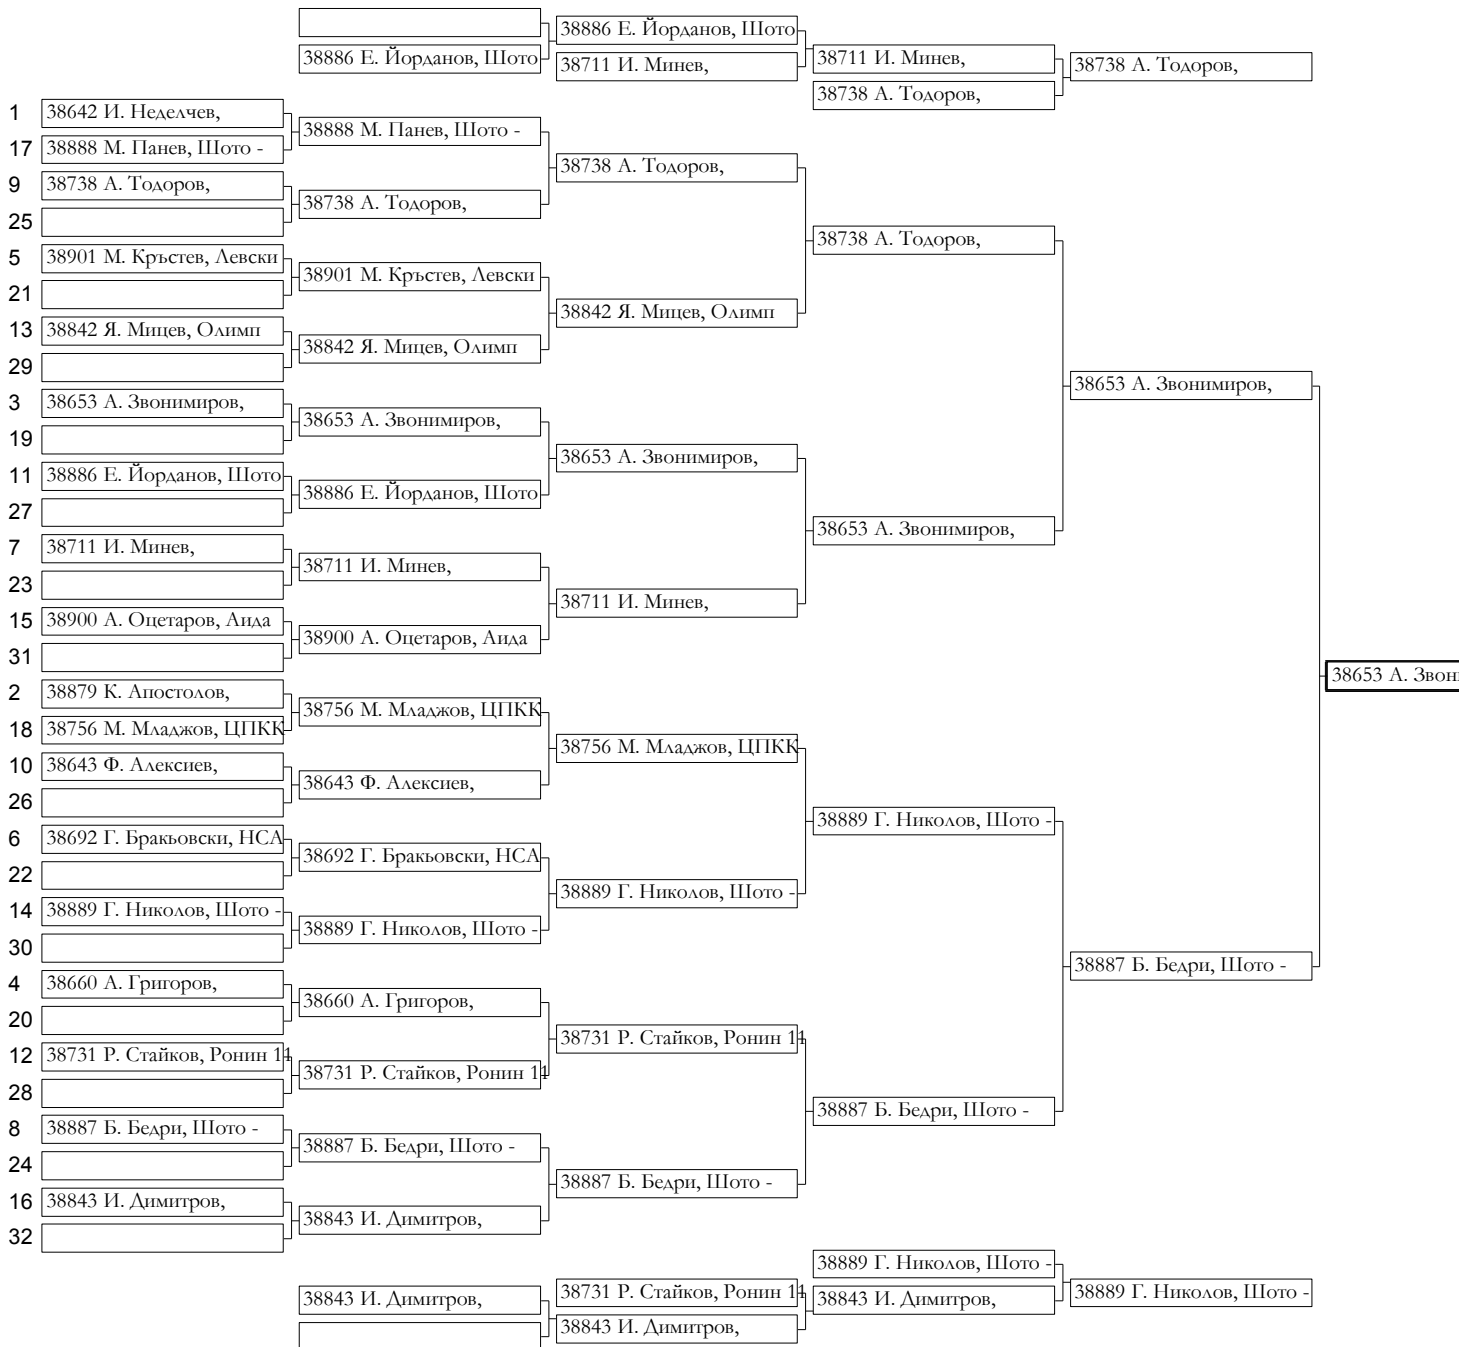 38886 Е. Йорданов, Шото
38886 Е. Йорданов, Шото
38711 И. Минев,
38711 И. Минев,
38738 А. Тодоров,
38738 А. Тодоров,
1 38642 И. Неделчев,
17 38888 М. Панев, Шото -
38888 М. Панев, Шото -
9 38738 А. Тодоров,
25
38738 А. Тодоров,
38738 А. Тодоров,
5 38901 М. Кръстев, Левски
21
38901 М. Кръстев, Левски
38738 А. Тодоров,
13 38842 Я. Мицев, Олимп
29
38842 Я. Мицев, Олимп
38842 Я. Мицев, Олимп
3 38653 А. Звонимиров,
19
38653 А. Звонимиров,
38653 А. Звонимиров,
11 38886 Е. Йорданов, Шото
27
38886 Е. Йорданов, Шото
38653 А. Звонимиров,
7 38711 И. Минев,
23
38711 И. Минев,
38653 А. Звонимиров,
15 38900 А. Оцетаров, Аида
31
38900 А. Оцетаров, Аида
38711 И. Минев,
2 38879 К. Апостолов,
18 38756 М. Младжов, ЦПКК
38756 М. Младжов, ЦПКК
38653 А. Звон
10 38643 Ф. Алексиев,
26
38643 Ф. Алексиев,
38756 М. Младжов, ЦПКК
6 38692 Г. Бракьовски, НСА
22
38692 Г. Бракьовски, НСА
38889 Г. Николов, Шото -
14 38889 Г. Николов, Шото -
30
38889 Г. Николов, Шото -
38889 Г. Николов, Шото -
4 38660 А. Григоров,
20
38660 А. Григоров,
38887 Б. Бедри, Шото -
12 38731 Р. Стайков, Ронин 11
28
38731 Р. Стайков, Ронин 11
38731 Р. Стайков, Ронин 11
8 38887 Б. Бедри, Шото -
24
38887 Б. Бедри, Шото -
38887 Б. Бедри, Шото -
16 38843 И. Димитров,
32
38843 И. Димитров,
38887 Б. Бедри, Шото -
38843 И. Димитров,
38731 Р. Стайков, Ронин 11
38843 И. Димитров,
38889 Г. Николов, Шото -
38843 И. Димитров,
38889 Г. Николов, Шото -